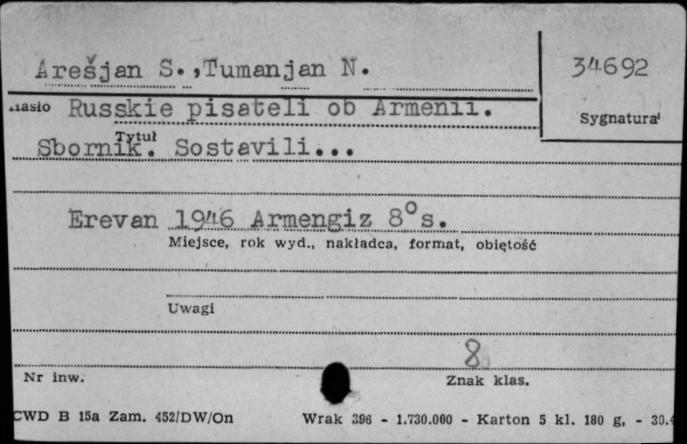 Arešjan S.,Tumanjan N.
34692
Russkie pisateli ob Armenii.
Sygnatura
Tytuł
Sbornik. Sostavili...
Erevan 1946 Armengiz 8° s.
Miejsce, rok wyd., nakładca, format, obiętość
Uwagi
8
Nr inw.
Znak klas.
CWD B 15a Zam. 452/DW/On
Wrak 396 - 1.730.000 - Karton 5 kl. 180 g, - 30.